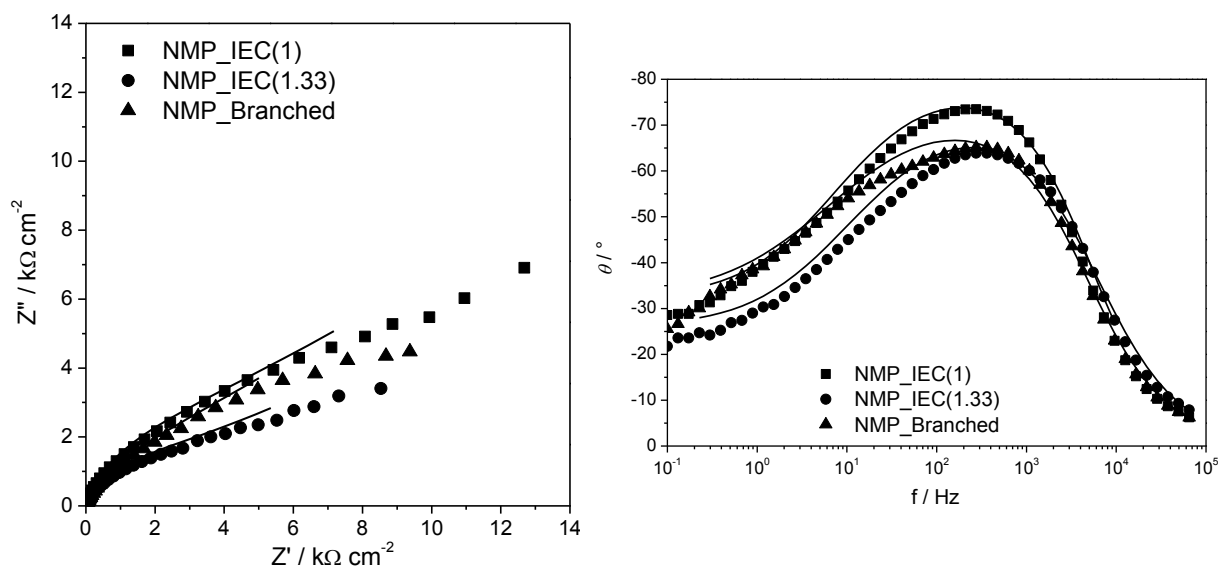 14
12
10
8
6
4
2
0
Z'' / kΩ cm⁻²
NMP_IEC(1)
NMP_IEC(1.33)
NMP_Branched
0 2 4 6 8 10 12 14
Z' / kΩ cm⁻²
-80
-70
-60
-50
-40
-30
-20
-10
0
θ / °
NMP_IEC(1)
NMP_IEC(1.33)
NMP_Branched
10⁻¹ 10⁰ 10¹ 10² 10³ 10⁴ 10⁵
f / Hz